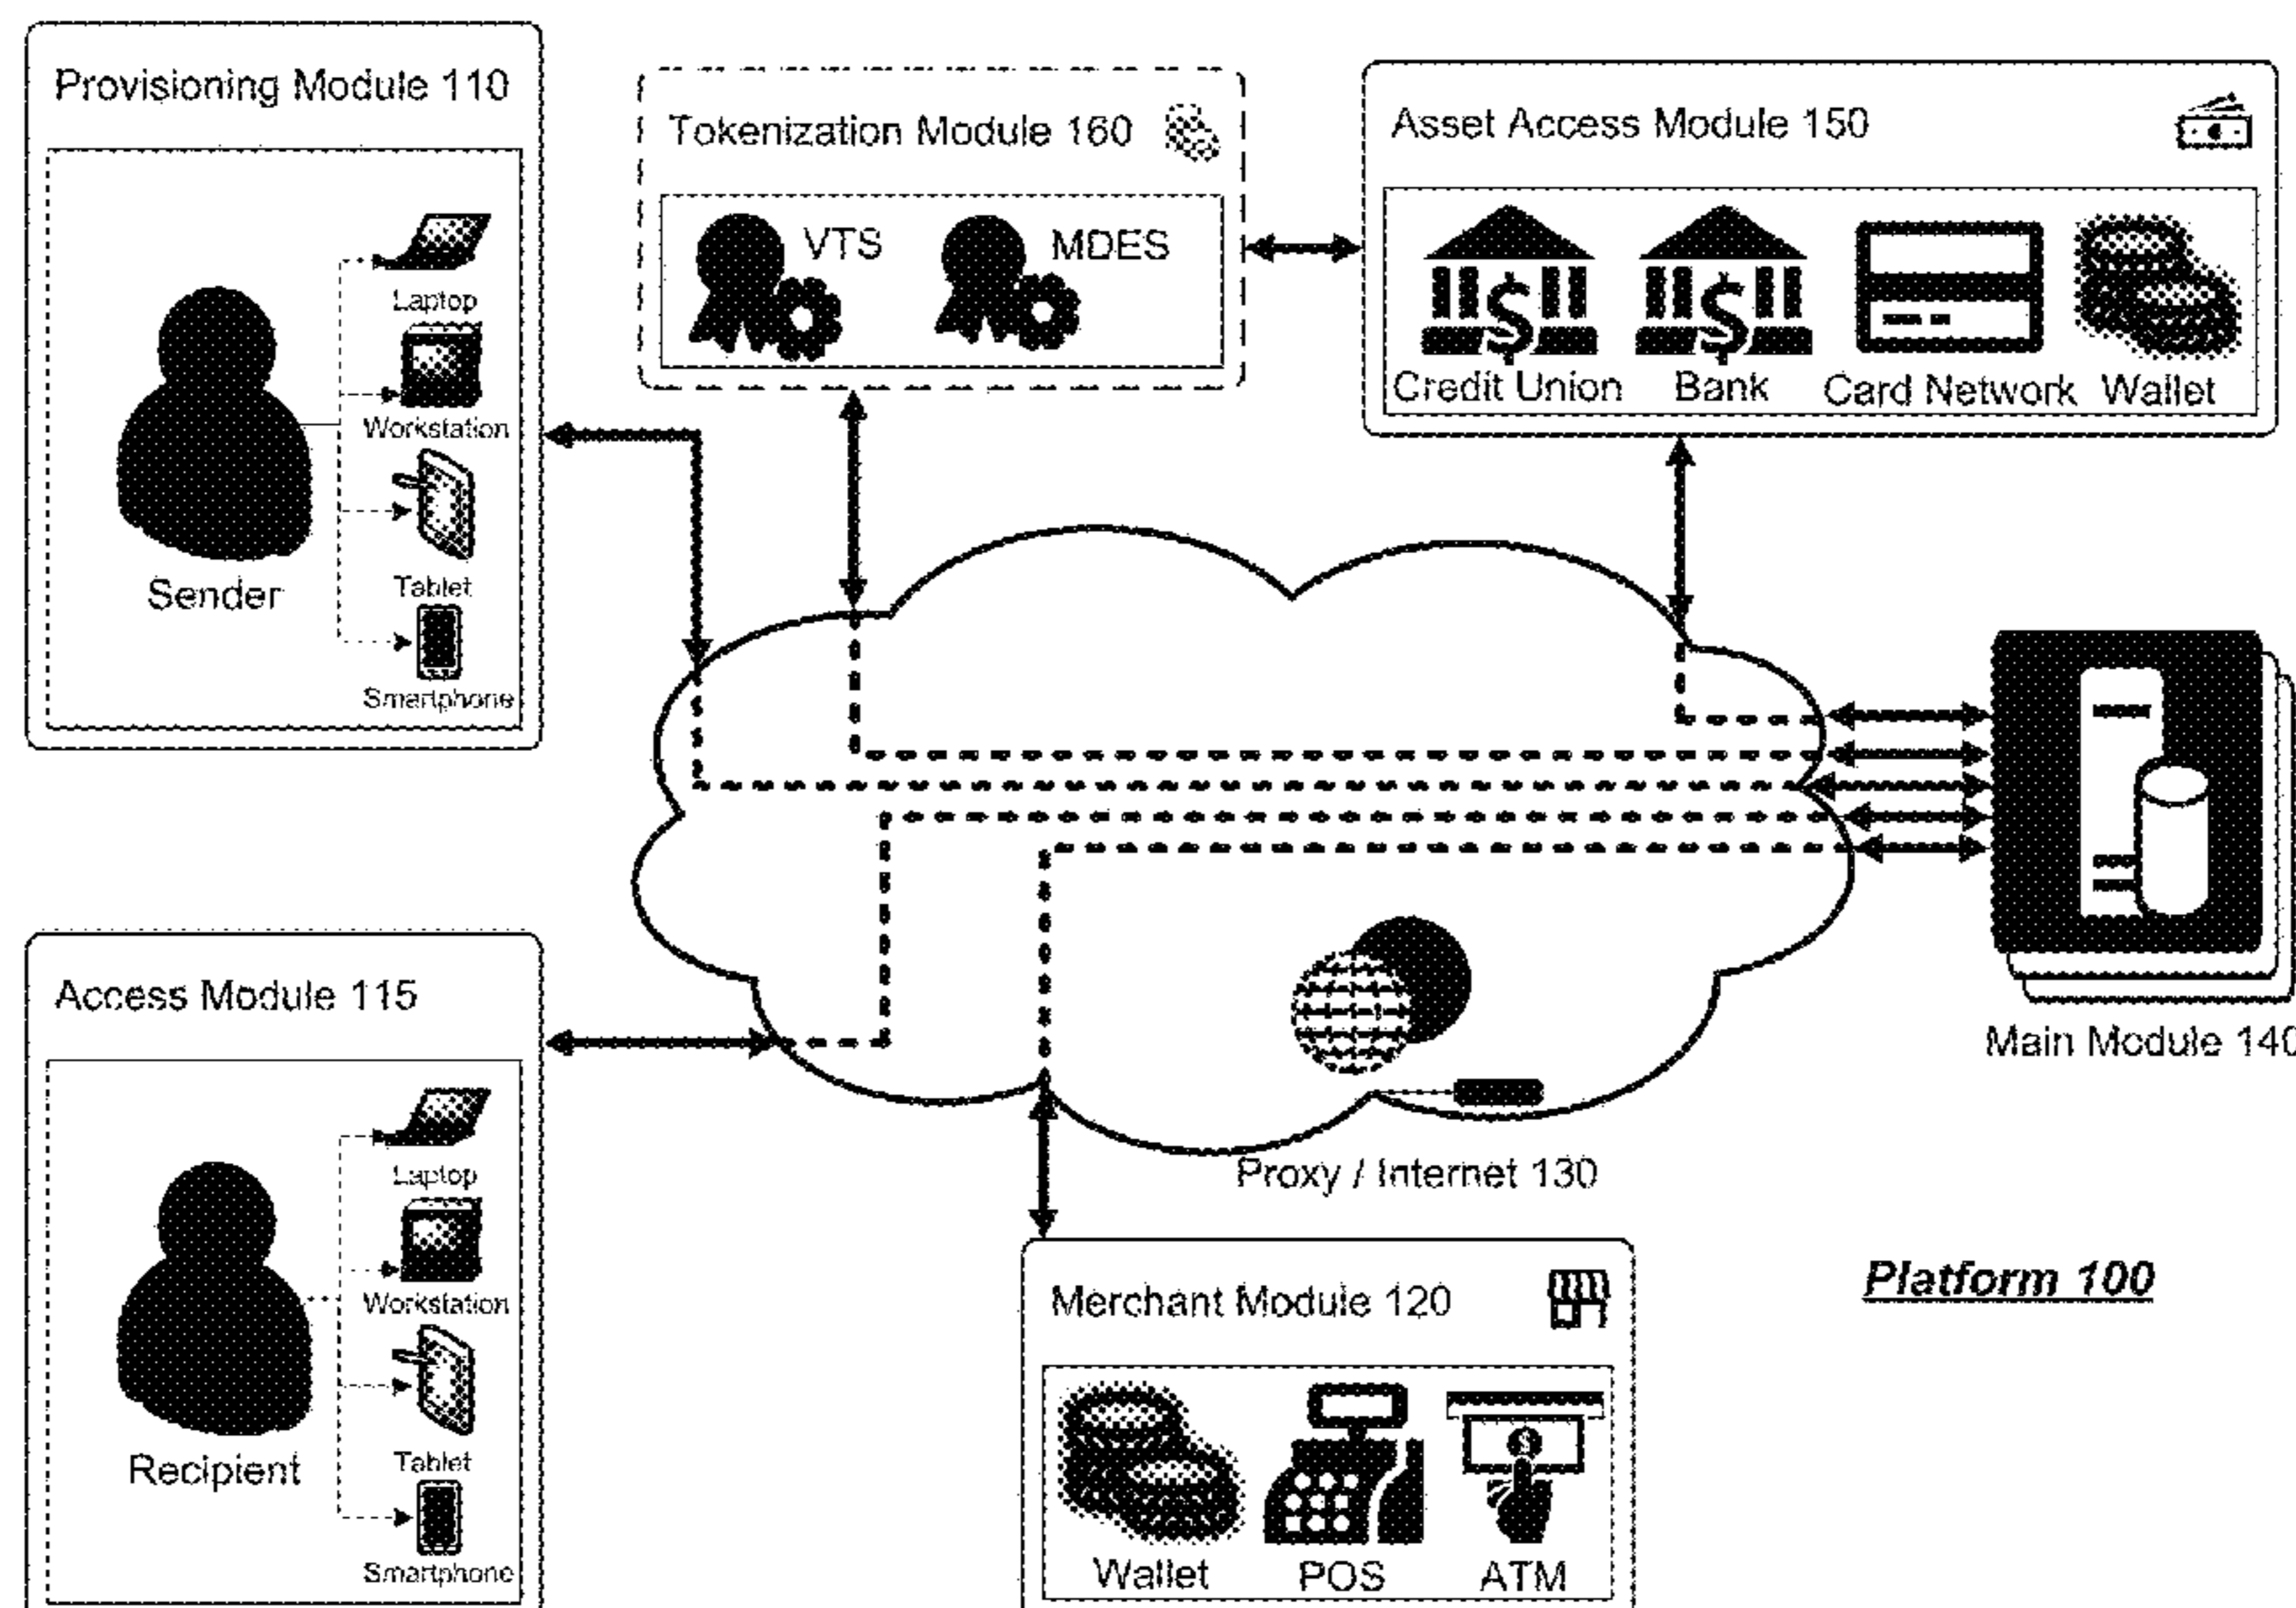 Provisioning Module 110
Laptop
Workstation
Sender
Tablet
Smartphone
Tokenization Module 160
VTS
MDES
Asset Access Module 150
Credit Union
Bank
Card Network
Wallet
Main Module 140
Access Module 115
Laptop
Workstation
Recipient
Tablet
Smartphone
Proxy / Internet 130
Merchant Module 120
Wallet
POS
ATM
Platform 100